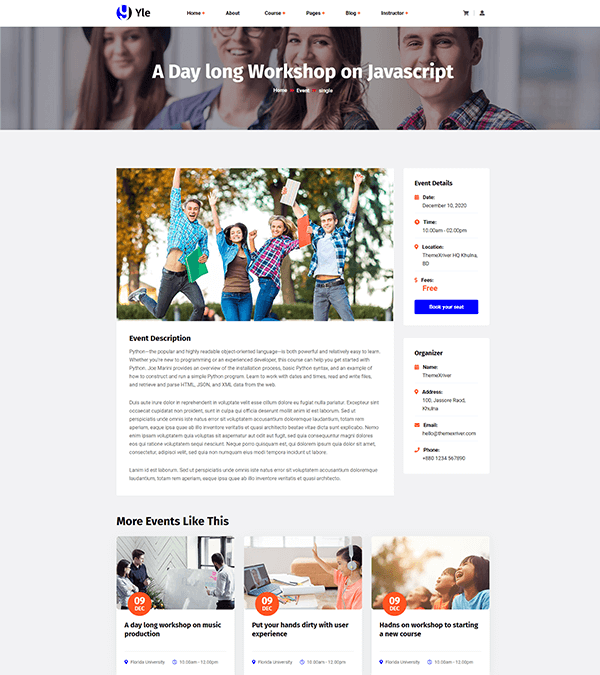 Yle
Home +
About
Course +
Pages +
Blog +
Instructor +
A Day long Workshop on Javascript
Home
Event
single
Event Details
Date:
December 10, 2020
Time:
10.00am - 02.00pm
Location:
ThemeXriver HQ Khulna,
BD
$ Fees:
Free
Book your seat
Event Description
Python—the popular and highly readable object-oriented language—is both powerful and relatively easy to learn.
Whether you're new to programming or an experienced developer, this course can help you get started with
Python. Joe Marini provides an overview of the installation process, basic Python syntax, and an example of
how to construct and run a simple Python program. Learn to work with dates and times, read and write files,
and retrieve and parse HTML, JSON, and XML data from the web.
Duis aute irure dolor in reprehenderit in voluptate velit esse cillum dolore eu fugiat nulla pariatur. Excepteur sint
occaecat cupidatat non proident, sunt in culpa qui officia deserunt mollit anim id est laborum. Sed ut
perspiciatis unde omnis iste natus error sit voluptatem accusantium doloremque laudantium, totam rem
aperiam, eaque ipsa quae ab illo inventore veritatis et quasi architecto beatae vitae dicta sunt explicabo. Nemo
enim ipsam voluptatem quia voluptas sit aspernatur aut odit aut fugit, sed quia consequuntur magni dolores
eos qui ratione voluptatem sequi nesciunt. Neque porro quisquam est, qui dolorem ipsum quia dolor sit amet,
consectetur, adipisci velit, sed quia non numquam eius modi tempora incidunt ut labore.
Larem id est laborum. Sed ut perspiciatis unde omnis iste natus error sit voluptatem accusantium doloremque
laudantium, totam rem aperiam, eaque ipsa quae ab illo inventore veritatis et quasi architecto.
Organizer
Name:
ThemeXriver
Address:
100, Jassore Raod,
Khulna
Email:
hello@themexriver.com
Phone:
+880 1234 567890
More Events Like This
09
DEC
A day long workshop on music
production
Florida University
10.00am - 12.00pm
09
DEC
Put your hands dirty with user
experience
Florida University
10.00am - 12.00pm
09
DEC
Hadns on workshop to starting
a new course
Florida University
10.00am - 12.00pm